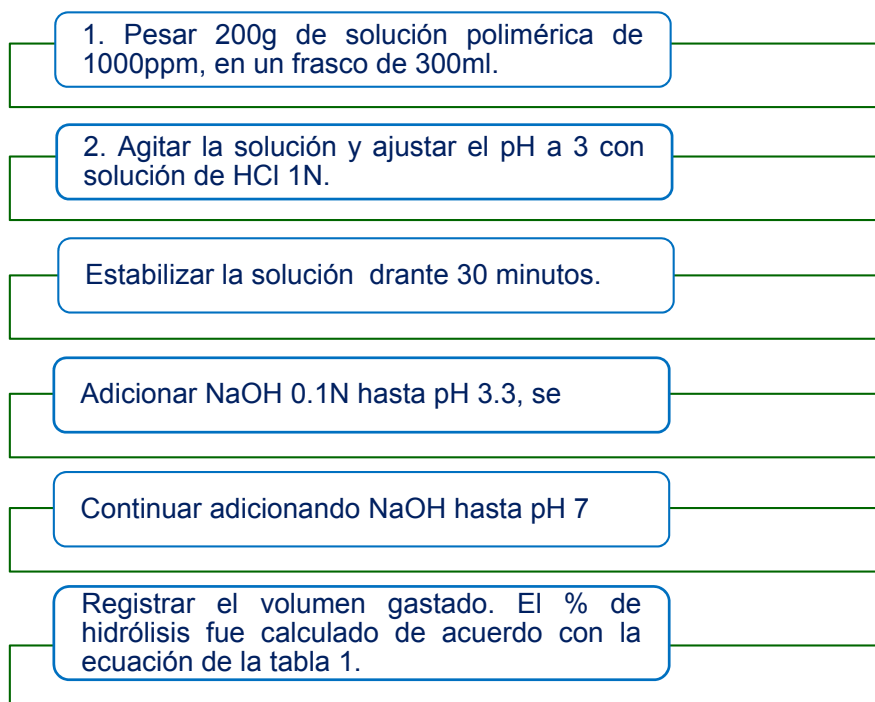 1. Pesar 200g de solución polimérica de
1000ppm, en un frasco de 300ml.
2. Agitar la solución y ajustar el pH a 3 con
solución de HCl 1N.
Estabilizar la solución drante 30 minutos.
Adicionar NaOH 0.1N hasta pH 3.3, se
Continuar adicionando NaOH hasta pH 7
Registrar el volumen gastado. El % de
hidrólisis fue calculado de acuerdo con la
ecuación de la tabla 1.